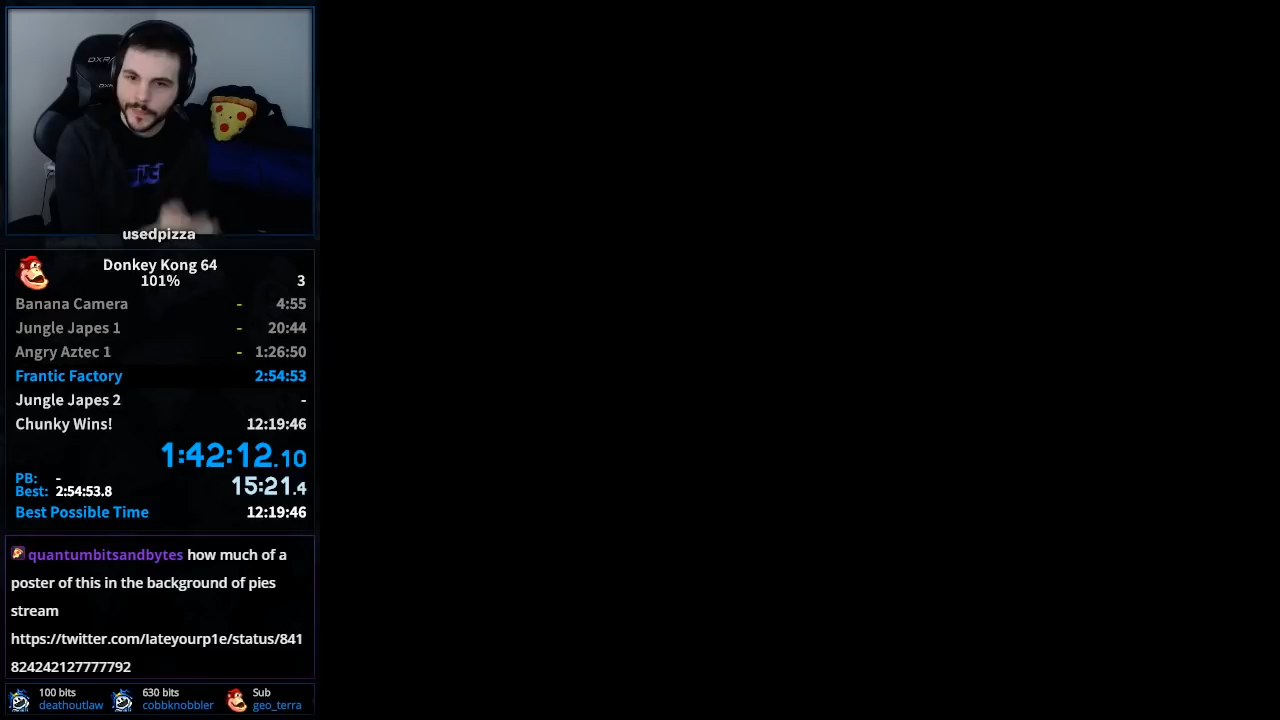 DXRA
usedpizza
Donkey Kong 64
101% 3
Banana Camera - 4:55
Jungle Japes 1 - 20:44
Angry Aztec 1 - 1:26:50
Frantic Factory 2:54:53
Jungle Japes 2 -
Chunky Wins! 12:19:46
1:42:12.10
PB: -
15:21.4
Best: 2:54:53.8
Best Possible Time 12:19:46
quantumbitsandbytes how much of a
poster of this in the background of pies
stream
https://twitter.com/lateyourp1e/status/841
824242127777792
100 bits
deathoutlaw
630 bits
cobbknobbler
Sub
geo_terra